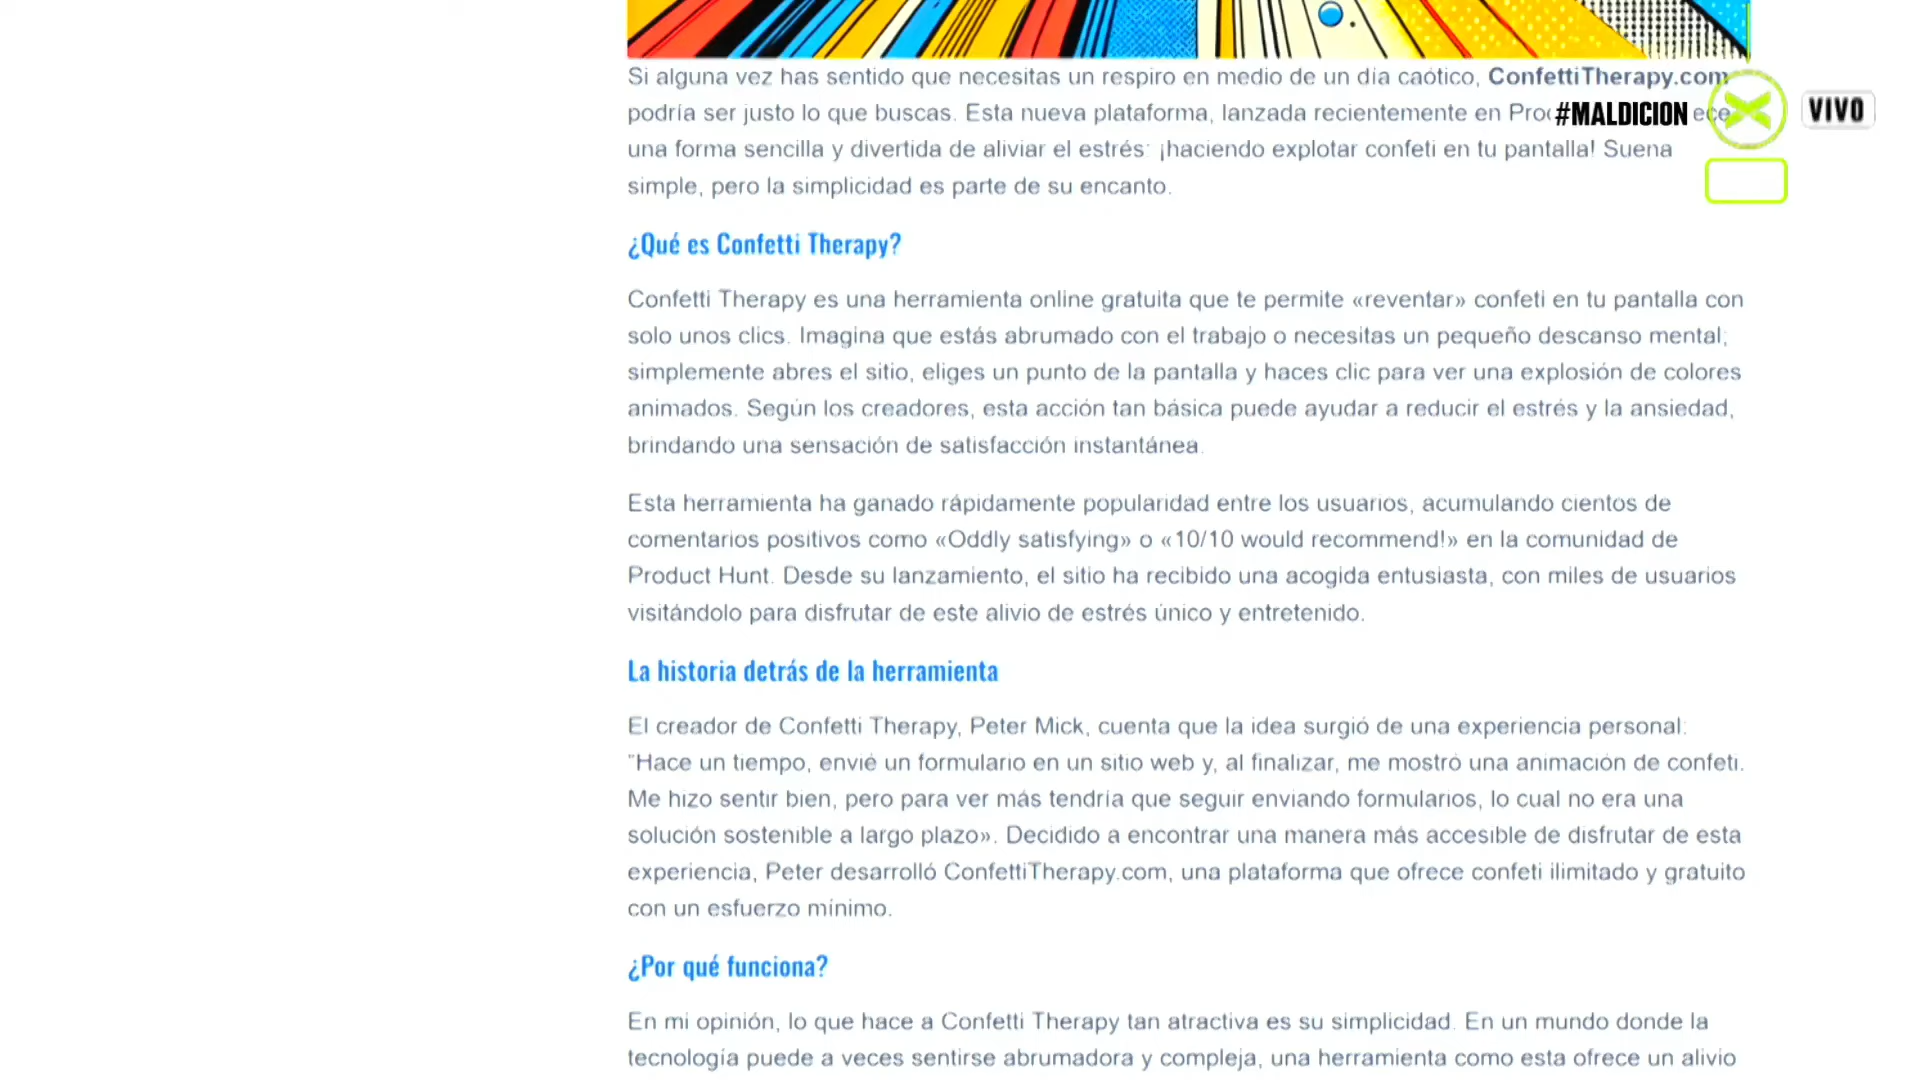 Si alguna vez has sentido que necesitas un respiro en medio de un día caótico, ConfettiTherapy.com
podría ser justo lo que buscas. Esta nueva plataforma, lanzada recientemente en
#MALDICION
VIVO
una forma sencilla y divertida de aliviar el estrés: ¡haciendo explotar confeti en tu pantalla! Suena
simple, pero la simplicidad es parte de su encanto.
¿Qué es Confetti Therapy?
Confetti Therapy es una herramienta online gratuita que te permite «reventar» confeti en tu pantalla con
solo unos clics. Imagina que estás abrumado con el trabajo o necesitas un pequeño descanso mental;
simplemente abres el sitio, eliges un punto de la pantalla y haces clic para ver una explosión de colores
animados. Según los creadores, esta acción tan básica puede ayudar a reducir el estrés y la ansiedad,
brindando una sensación de satisfacción instantánea.
Esta herramienta ha ganado rápidamente popularidad entre los usuarios, acumulando cientos de
comentarios positivos como «Oddly satisfying» o «10/10 would recommend!» en la comunidad de
Product Hunt. Desde su lanzamiento, el sitio ha recibido una acogida entusiasta, con miles de usuarios
visitándolo para disfrutar de este alivio de estrés único y entretenido.
La historia detrás de la herramienta
El creador de Confetti Therapy, Peter Mick, cuenta que la idea surgió de una experiencia personal:
"Hace un tiempo, envié un formulario en un sitio web y, al finalizar, me mostró una animación de confeti.
Me hizo sentir bien, pero para ver más tendría que seguir enviando formularios, lo cual no era una
solución sostenible a largo plazo». Decidido a encontrar una manera más accesible de disfrutar de esta
experiencia, Peter desarrolló ConfettiTherapy.com, una plataforma que ofrece confeti ilimitado y gratuito
con un esfuerzo mínimo.
¿Por qué funciona?
En mi opinión, lo que hace a Confetti Therapy tan atractiva es su simplicidad. En un mundo donde la
tecnología puede a veces sentirse abrumadora y compleja, una herramienta como esta ofrece un alivio